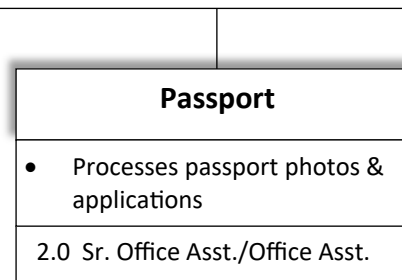 Passport
• Processes passport photos &
applications
2.0 Sr. Office Asst./Office Asst.